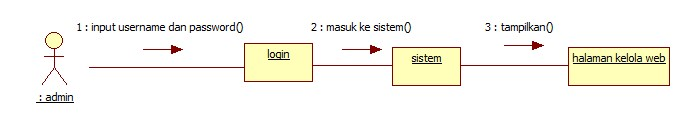 1 : input username dan password()
2 : masuk ke sistem()
3 : tampilkan()
login
sistem
halaman kelola web
: admin